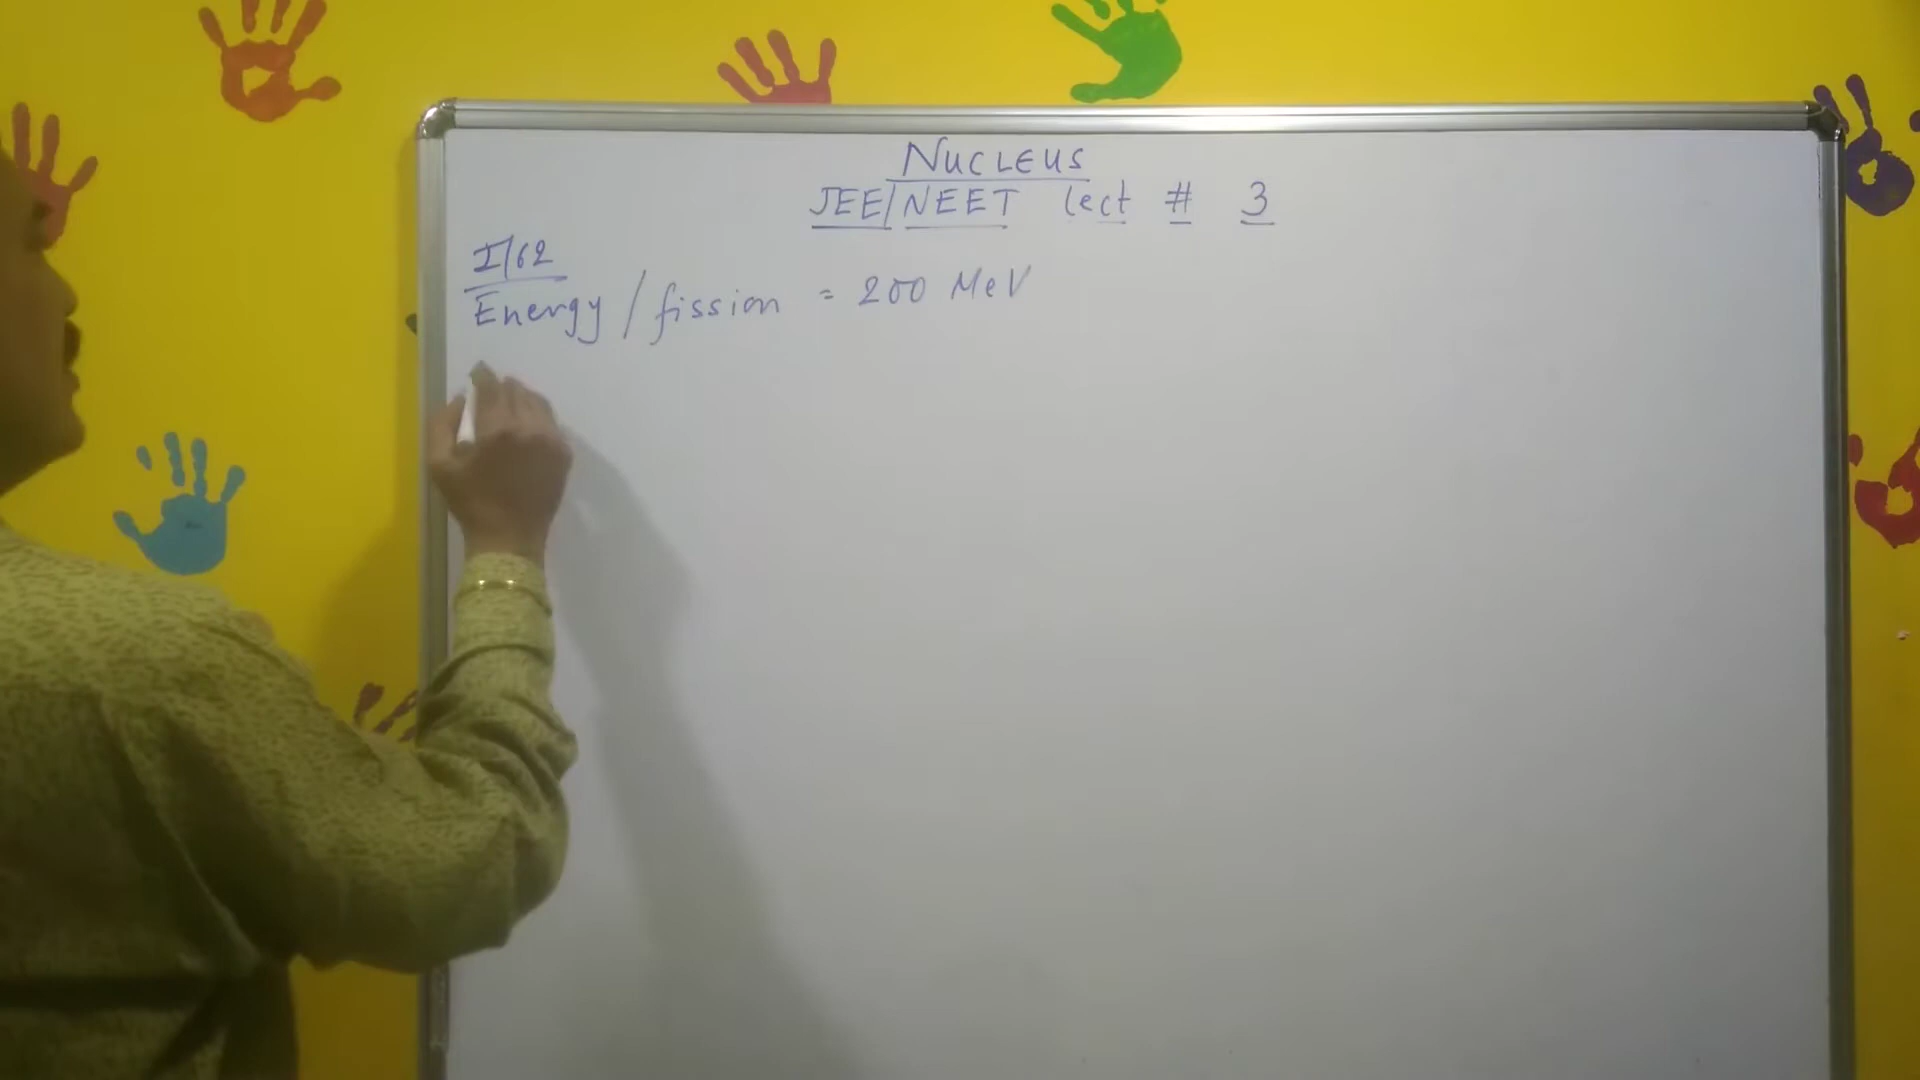 NUCLEUS
JEE/NEET lect # 3
I/62
Energy / fission = 200 MeV